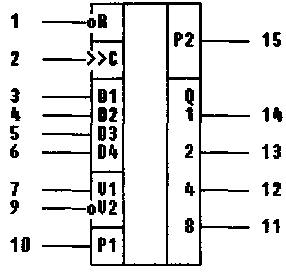 1 R P2 15
2 >>C
3 D1 Q
4 D2 1 14
5 D3
6 D4 2 13
7 V1 4 12
9 V2
10 P1 8 11